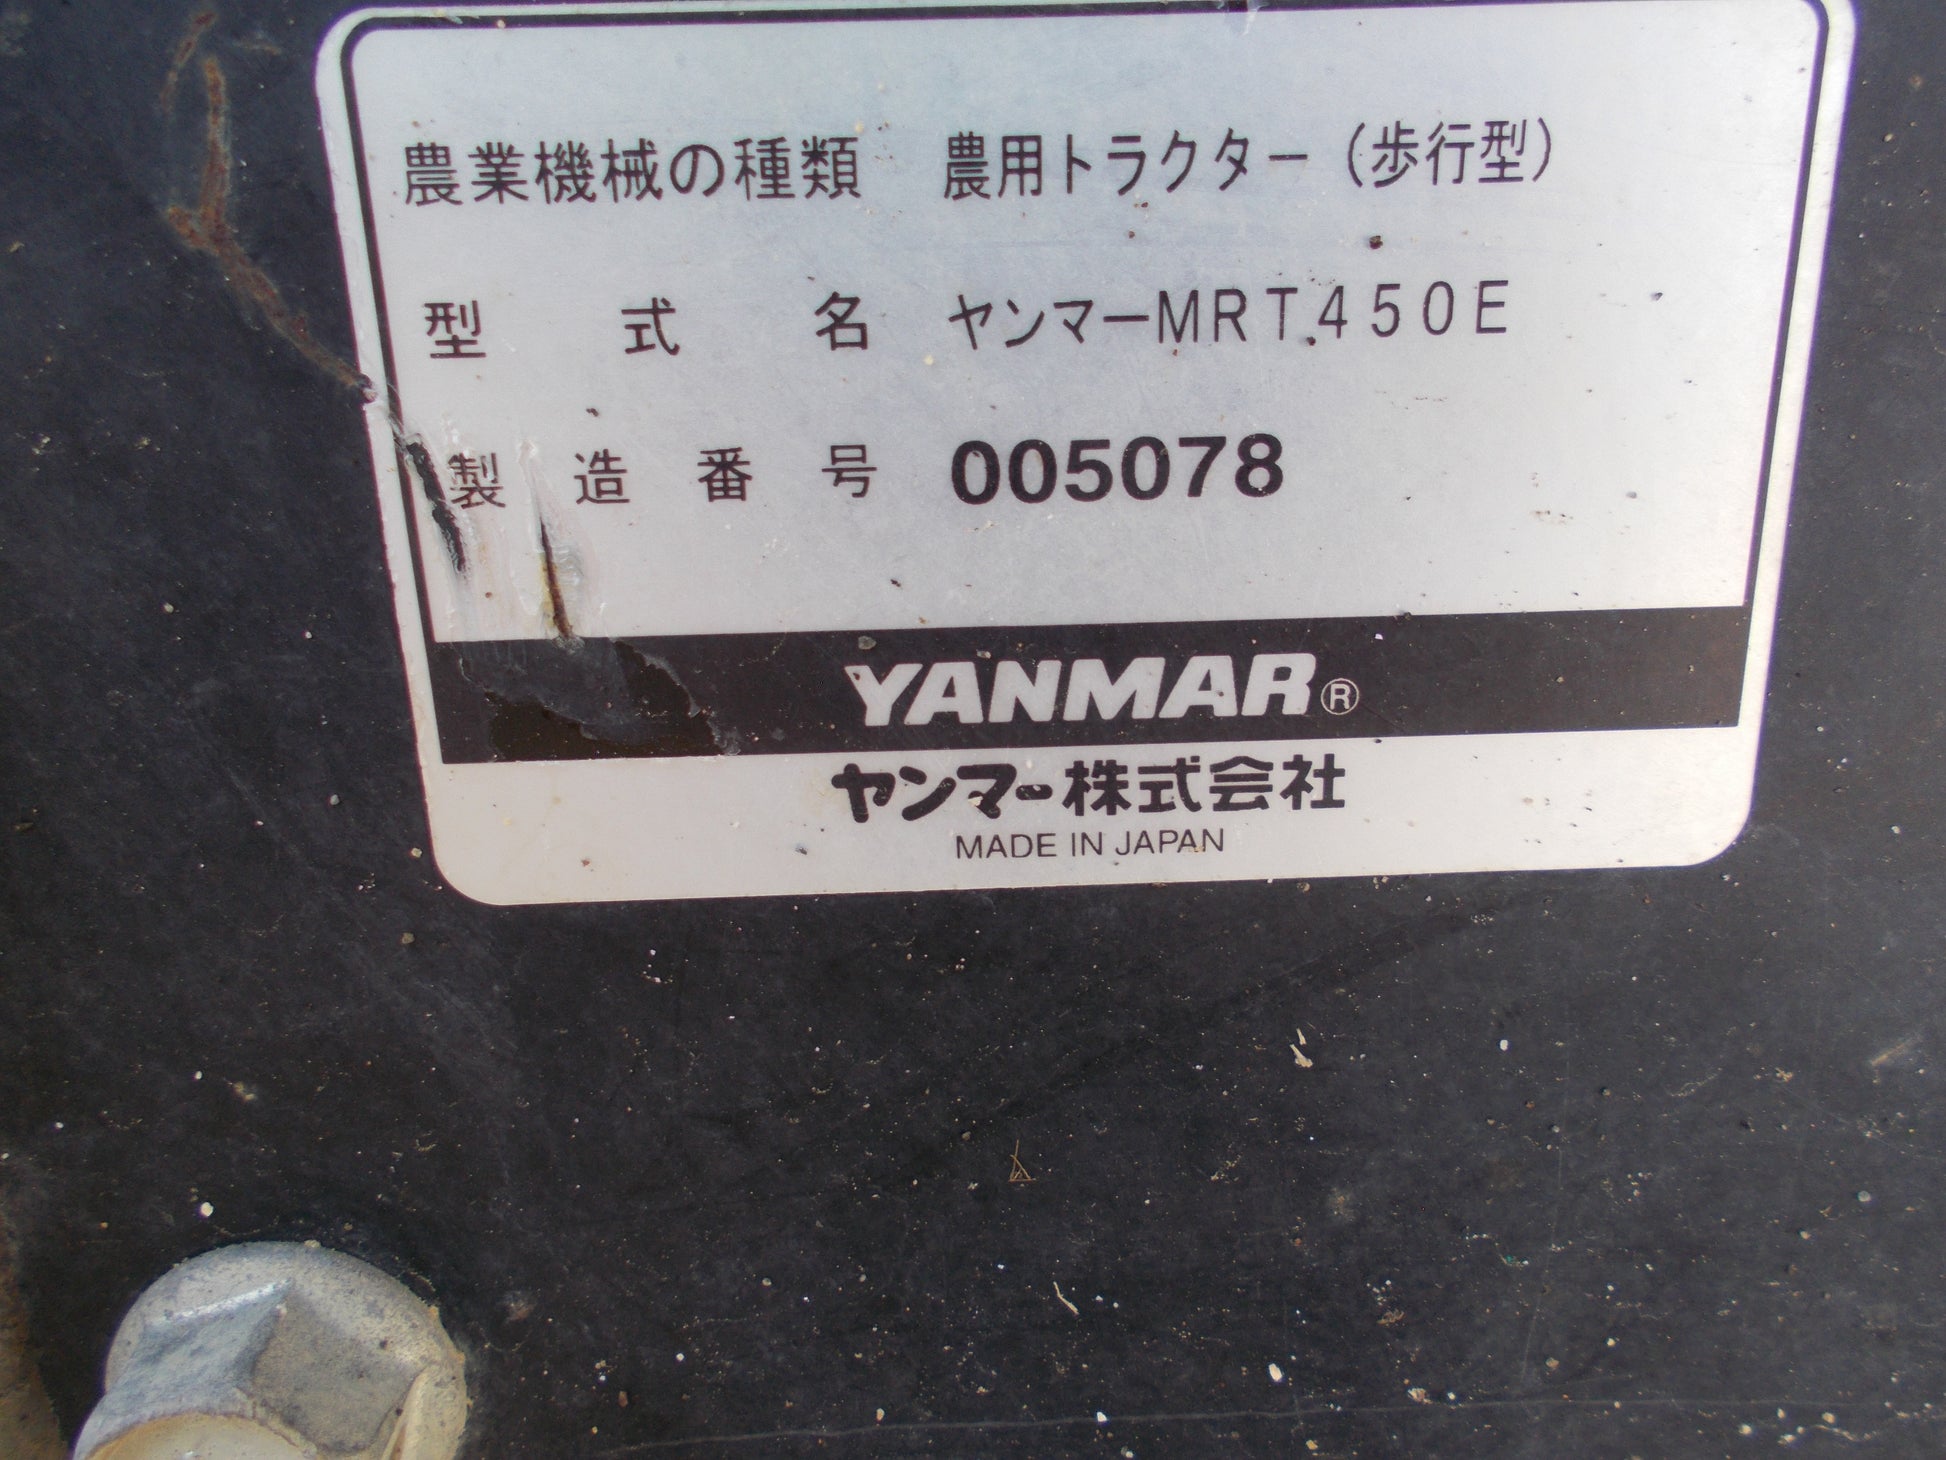 農業機械の種類 農用トラクター(歩行型)
型式名 ヤンマーMRT450E
製造番号 005078
YANMAR®
ヤンマー株式会社
MADE IN JAPAN